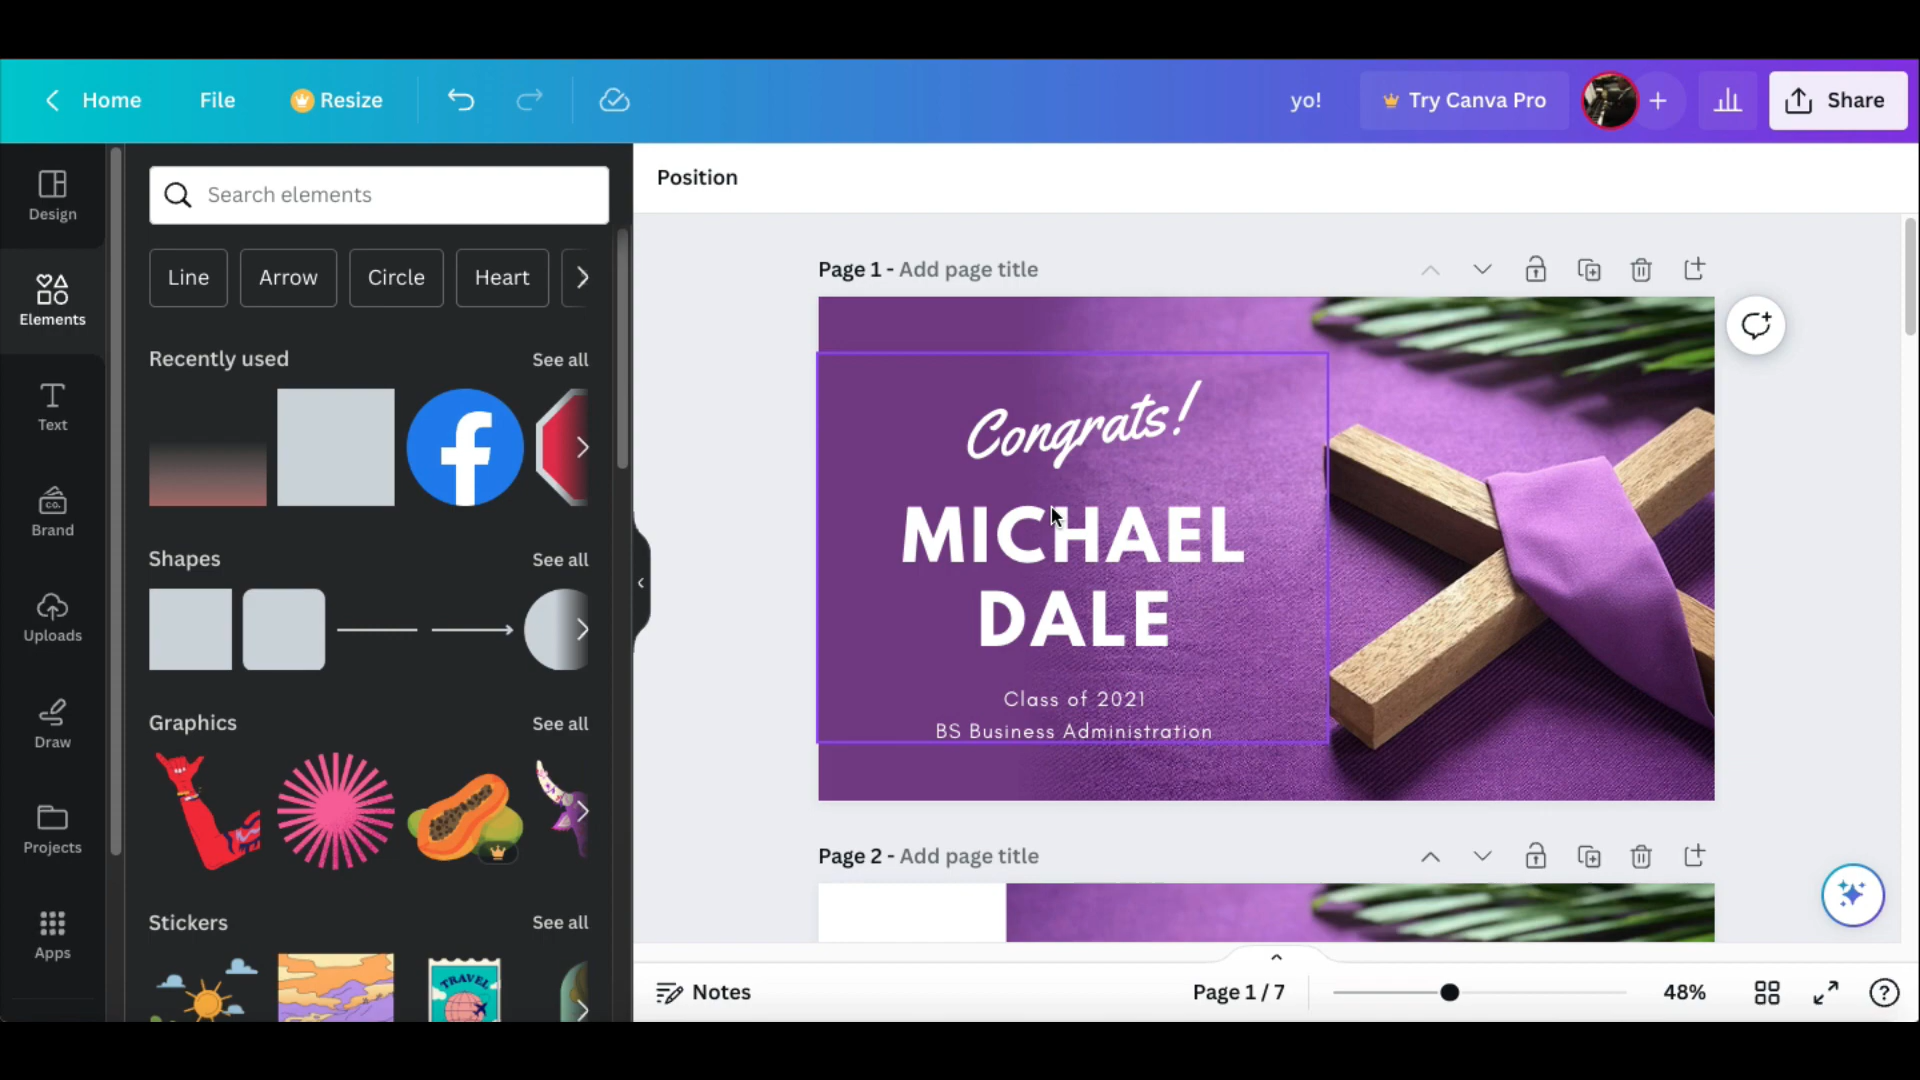 Home File Resize yo! Try Canva Pro Share
Design
Elements
Text
Brand
CO.
Uploads
Draw
Projects
Apps
Search elements
Line Arrow Circle Heart
Recently used See all
Shapes See all
Graphics See all
Stickers See all
TRAVEL
Position
Page 1 - Add page title
Congrats!
MICHAEL
DALE
Class of 2021
BS Business Administration
Page 2 - Add page title
Notes Page 1 / 7 48%